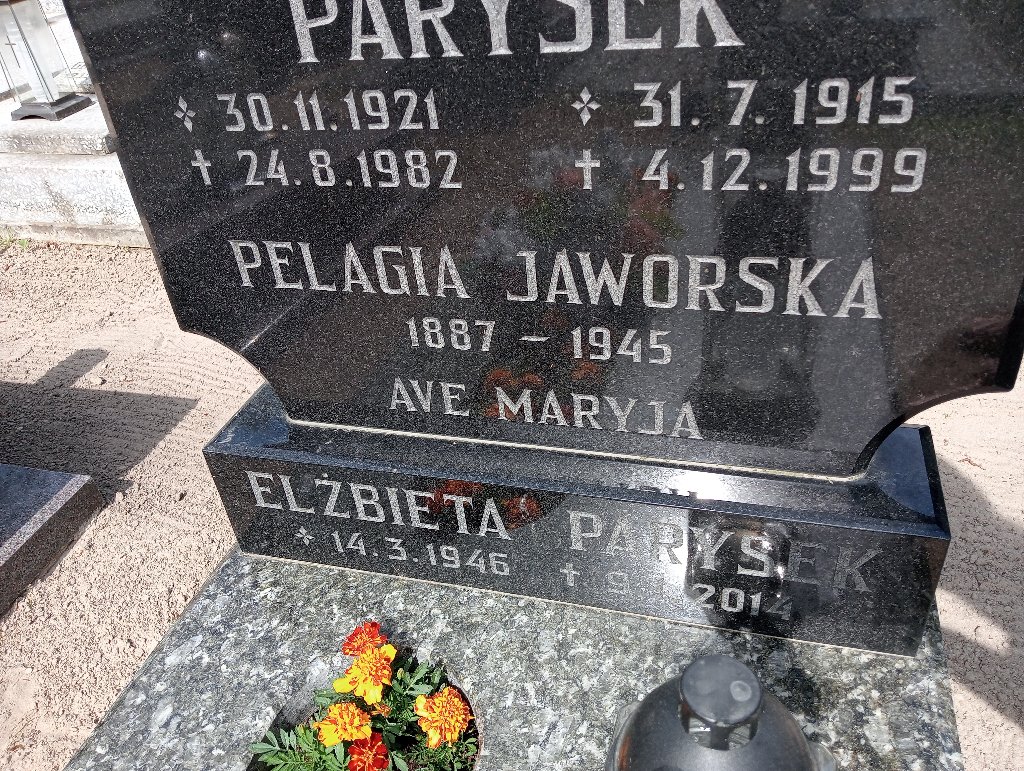 PARYSEK
30.11.1921 31.7.1915
† 24.8.1982 † 4.12.1999
PELAGIA JAWORSKA
1887 – 1945
AVE MARYJA
ELŻBIETA PARYSEK
14.3.1946 † 9. 2014